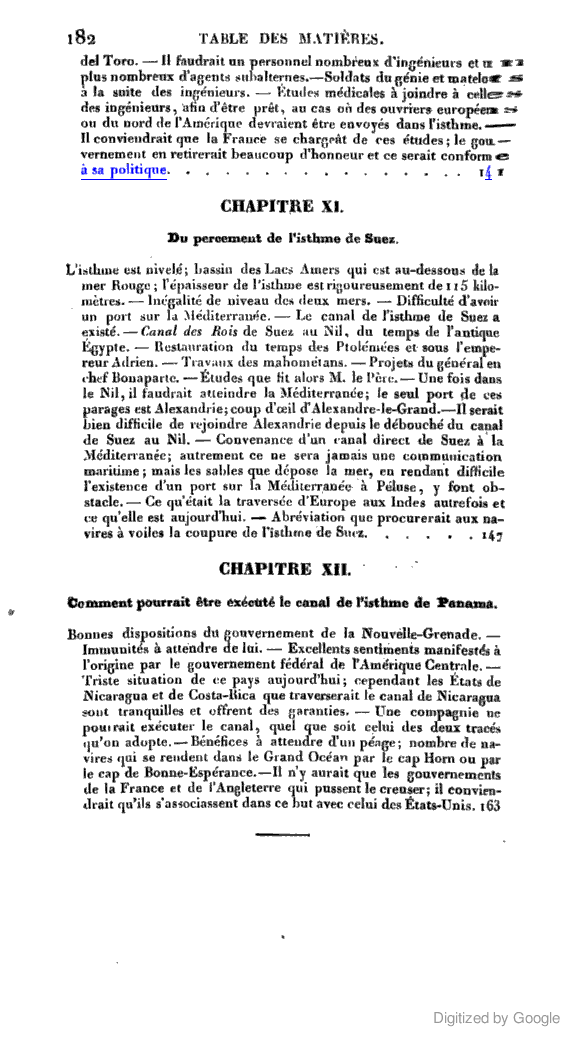 182 TABLE DES MATIÈRES.
del Toro. — Il faudrait un personnel nombreux d'ingénieurs et
plus nombreux d'agents subalternes.—Soldats du génie et matelo
à la suite des ingénieurs. — Études médicales à joindre à celles
des ingénieurs, afin d'être prêt, au cas où des ouvriers européens
ou du nord de l'Amérique devraient être envoyés dans l'isthme. —
Il conviendrait que la France se chargeât de ces études; le gou-
vernement en retirerait beaucoup d'honneur et ce serait conforme
à sa politique. . . . . . . . . . . . . . . 141
CHAPITRE XI.
Du percement de l'isthme de Suez.
L'isthme est nivelé; bassin des Lacs Amers qui est au-dessous de la
mer Rouge; l'épaisseur de l'isthme est rigoureusement de 115 kilo-
mètres. — Inégalité de niveau des deux mers. — Difficulté d'avoir
un port sur la Méditerranée. — Le canal de l'isthme de Suez a
existé. — Canal des Rois de Suez au Nil, du temps de l'antique
Égypte. — Restauration du temps des Ptolémées et sous l'empe-
reur Adrien. — Travaux des mahométans. — Projets du général en
chef Bonaparte. — Études que fit alors M. le Père. — Une fois dans
le Nil, il faudrait atteindre la Méditerranée; le seul port de ces
parages est Alexandrie; coup d'œil d'Alexandre-le-Grand.—Il serait
bien difficile de rejoindre Alexandrie depuis le débouché du canal
de Suez au Nil. — Convenance d'un canal direct de Suez à la
Méditerranée; autrement ce ne sera jamais une communication
maritime; mais les sables que dépose la mer, en rendant difficile
l'existence d'un port sur la Méditerranée à Péluse, y font ob-
stacle. — Ce qu'était la traversée d'Europe aux Indes autrefois et
ce qu'elle est aujourd'hui. — Abréviation que procurerait aux na-
vires à voiles la coupure de l'isthme de Suez. . . . . . 147
CHAPITRE XII.
Comment pourrait être exécuté le canal de l'isthme de Panama.
Bonnes dispositions du gouvernement de la Nouvelle-Grenade. —
Immunités à attendre de lui. — Excellents sentiments manifestés à
l'origine par le gouvernement fédéral de l'Amérique Centrale. —
Triste situation de ce pays aujourd'hui; cependant les États de
Nicaragua et de Costa-Rica que traverserait le canal de Nicaragua
sont tranquilles et offrent des garanties. — Une compagnie ne
pourrait exécuter le canal, quel que soit celui des deux tracés
qu'on adopte. — Bénéfices à attendre d'un péage; nombre de na-
vires qui se rendent dans le Grand Océan par le cap Horn ou par
le cap de Bonne-Espérance.—Il n'y aurait que les gouvernements
de la France et de l'Angleterre qui pussent le creuser; il convien-
drait qu'ils s'associassent dans ce but avec celui des États-Unis. 163
Digitized by Google